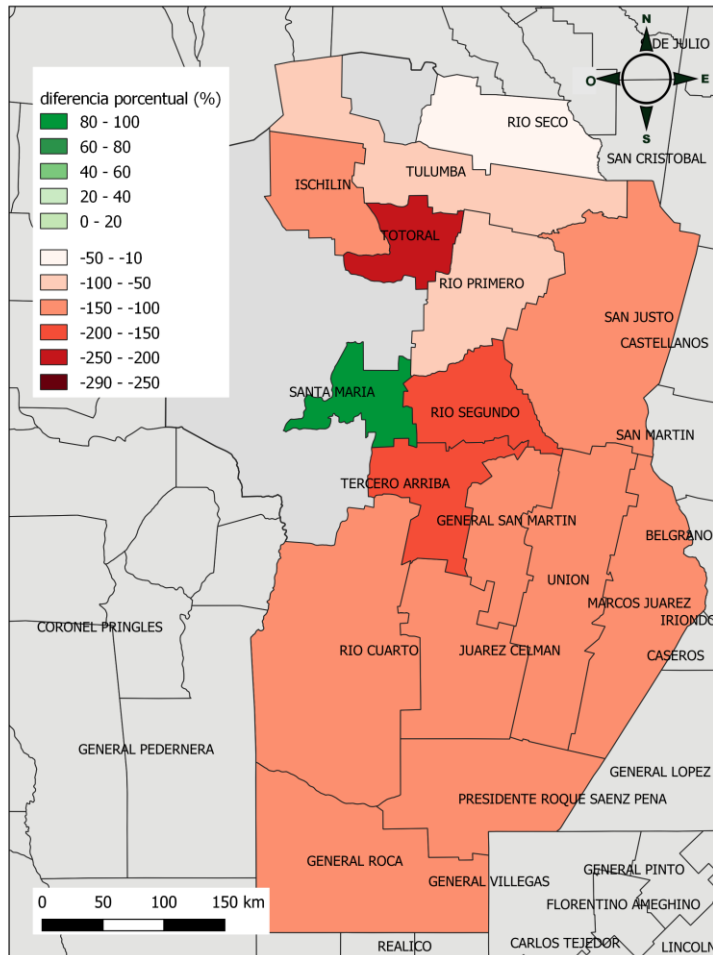 N
9 DE JULIO
O
E
S
diferencia porcentual (%)
80 - 100
60 - 80
40 - 60
20 - 40
0 - 20
-50 - -10
-100 - -50
-150 - -100
-200 - -150
-250 - -200
-290 - -250
RIO SECO
SAN CRISTOBAL
TULUMBA
ISCHILIN
TOTORAL
RIO PRIMERO
SAN JUSTO
CASTELLANOS
SANTA MARIA
RIO SEGUNDO
SAN MARTIN
TERCERO ARRIBA
GENERAL SAN MARTIN
BELGRANO
UNION
MARCOS JUAREZ
IRIONDO
CORONEL PRINGLES
RIO CUARTO
JUAREZ CELMAN
CASEROS
GENERAL PEDERNERA
GENERAL LOPEZ
PRESIDENTE ROQUE SAENZ PENA
GENERAL ROCA
GENERAL VILLEGAS
GENERAL PINTO
FLORENTINO AMEGHINO
0 50 100 150 km
REALICO
CARLOS TEJEDOR
LINCOLN